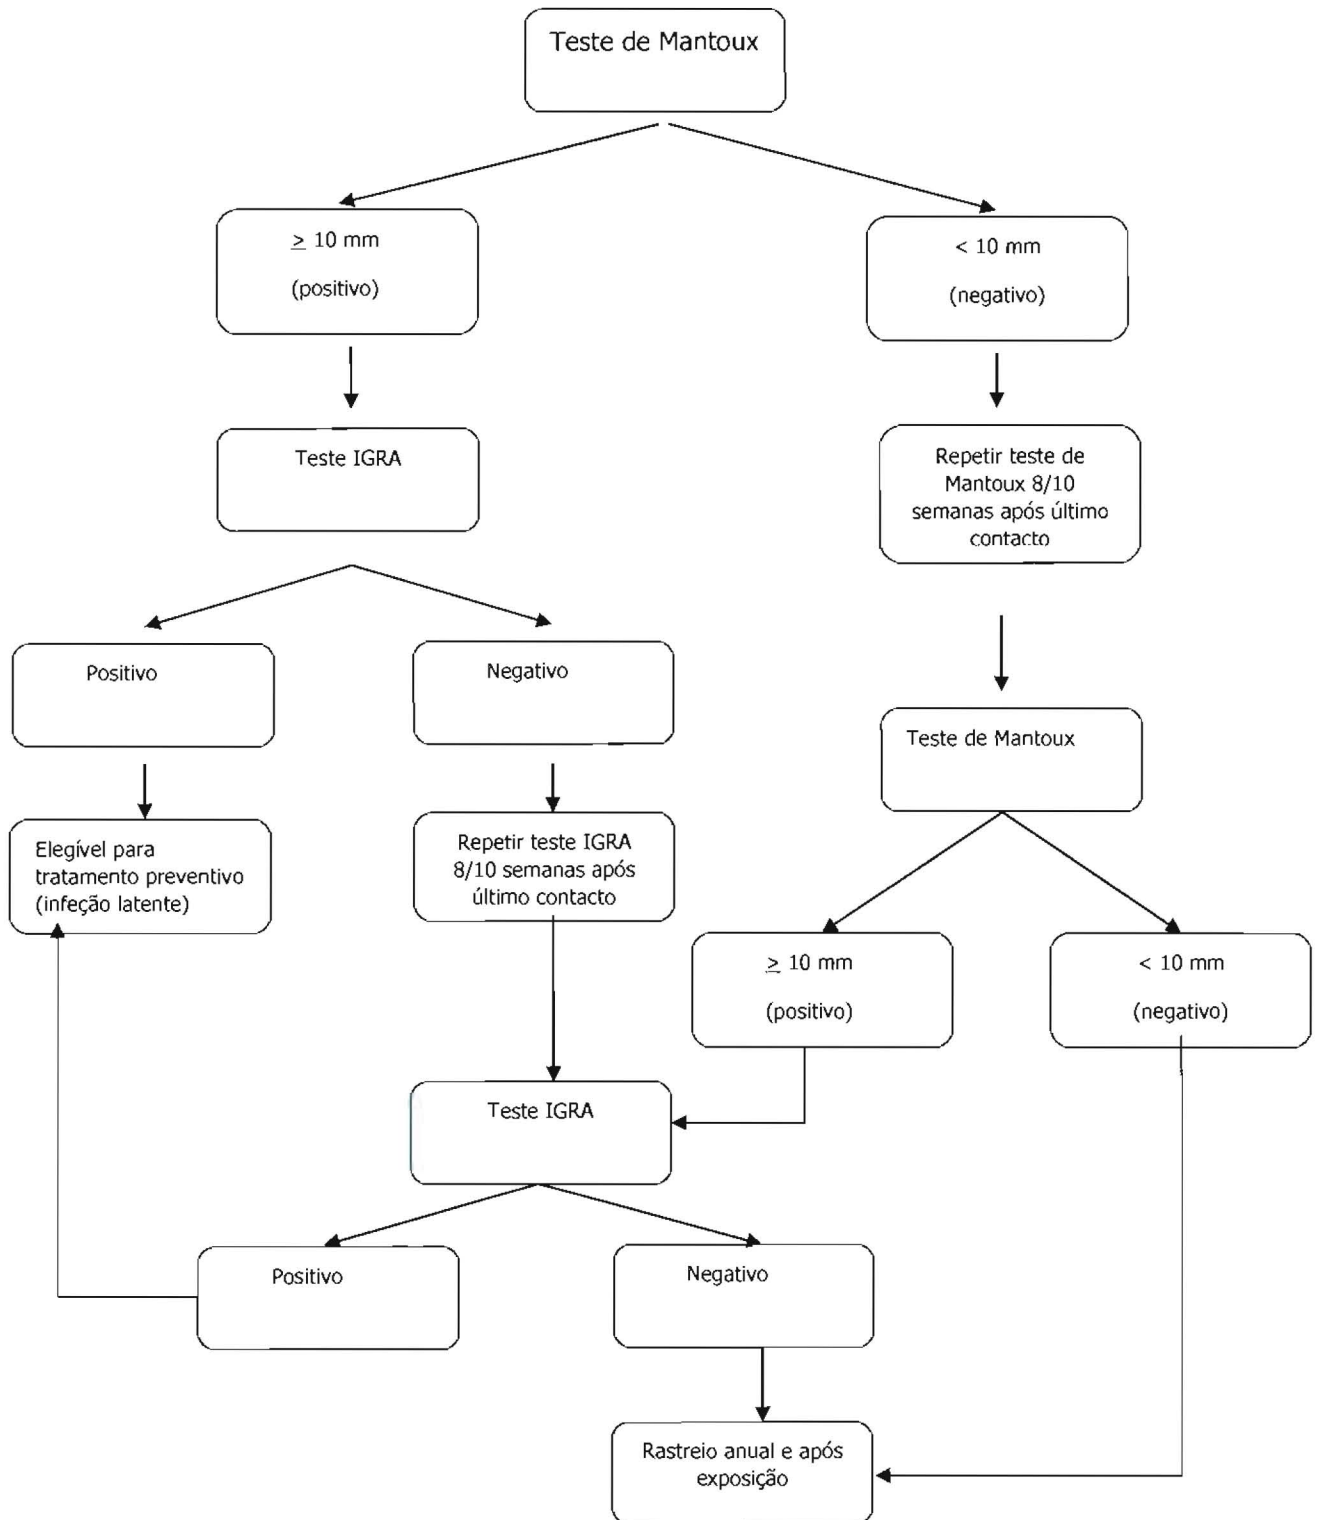 Teste de Mantoux
≥ 10 mm
(positivo)
< 10 mm
(negativo)
Teste IGRA
Repetir teste de
Mantoux 8/10
semanas após último
contacto
Positivo
Negativo
Teste de Mantoux
Elegível para
tratamento preventivo
(infeção latente)
Repetir teste IGRA
8/10 semanas após
último contacto
≥ 10 mm
(positivo)
< 10 mm
(negativo)
Teste IGRA
Positivo
Negativo
Rastreio anual e após
exposição